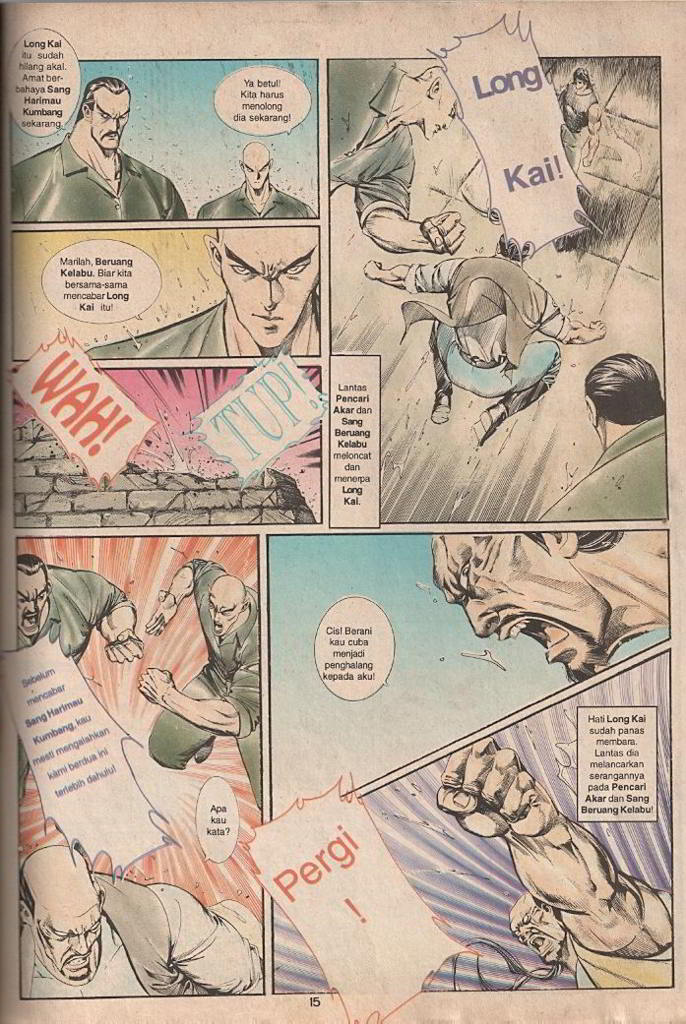 Long Kai
itu sudah
hilang akal.
Amat ber-
bahaya Sang
Harimau
Kumbang
sekarang.
Ya betul!
Kita harus
menolong
dia sekarang!
Long
Kai!
Marilah, Beruang
Kelabu. Biar kita
bersama-sama
mencabar Long
Kai itu!
WAH!
TUP!
Lantas
Pencari
Akar dan
Sang
Beruang
Kelabu
meloncat
dan
menerpa
Long
Kai.
Sebelum
mencabar
Sang Harimau
Kumbang, kau
mesti mengalahkan
kami berdua ini
terlebih dahulu!
Apa
kau
kata?
Cis! Berani
kau cuba
menjadi
penghalang
kepada aku!
Hati Long Kai
sudah panas
membara.
Lantas dia
melancarkan
serangannya
pada Pencari
Akar dan Sang
Beruang Kelabu!
Pergi
!
15